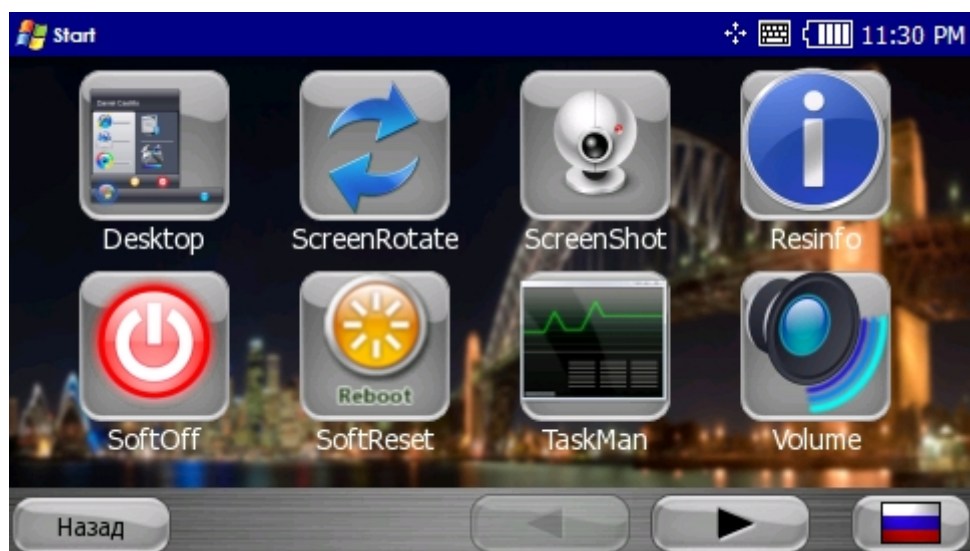 Start 11:30 PM
Desktop ScreenRotate ScreenShot Resinfo
Reboot
SoftOff SoftReset TaskMan Volume
Назад